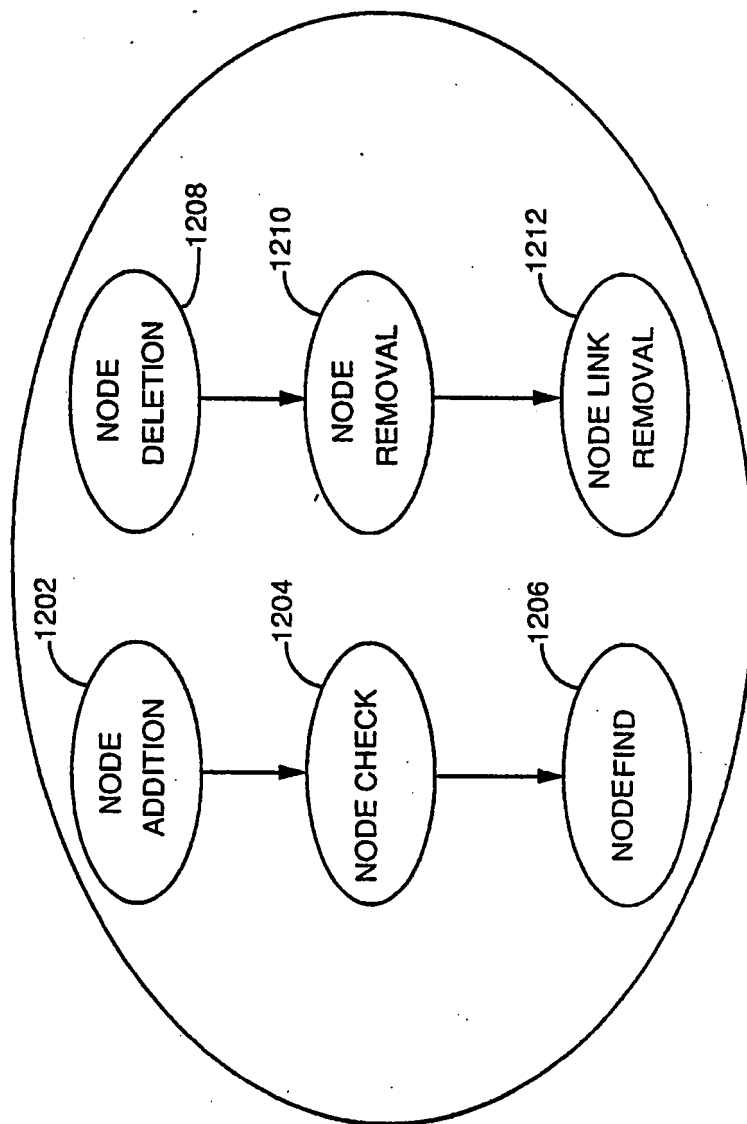 1202
NODE
ADDITION
1204
NODE CHECK
1206
NODEFIND
1208
NODE
DELETION
1210
NODE
REMOVAL
1212
NODE LINK
REMOVAL